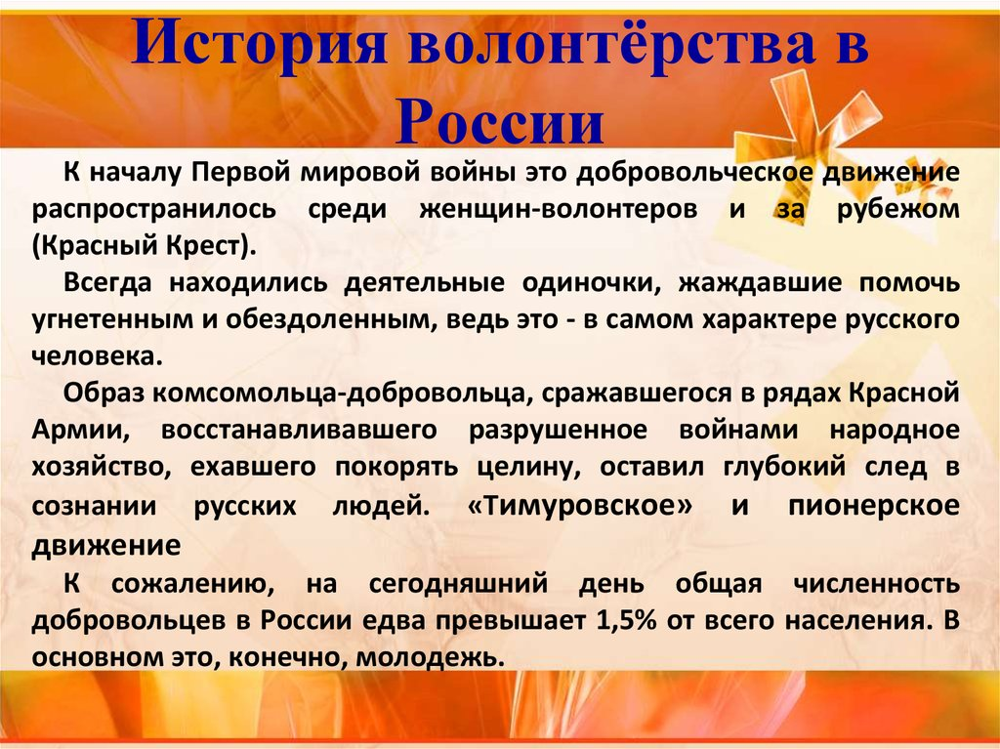 История волонтёрства в
России
К началу Первой мировой войны это добровольческое движение
распространилось среди женщин-волонтеров и за рубежом
(Красный Крест).
Всегда находились деятельные одиночки, жаждавшие помочь
угнетенным и обездоленным, ведь это - в самом характере русского
человека.
Образ комсомольца-добровольца, сражавшегося в рядах Красной
Армии, восстанавливавшего разрушенное войнами народное
хозяйство, ехавшего покорять целину, оставил глубокий след в
сознании русских людей. «Тимуровское» и пионерское
движение
К сожалению, на сегодняшний день общая численность
добровольцев в России едва превышает 1,5% от всего населения. В
основном это, конечно, молодежь.